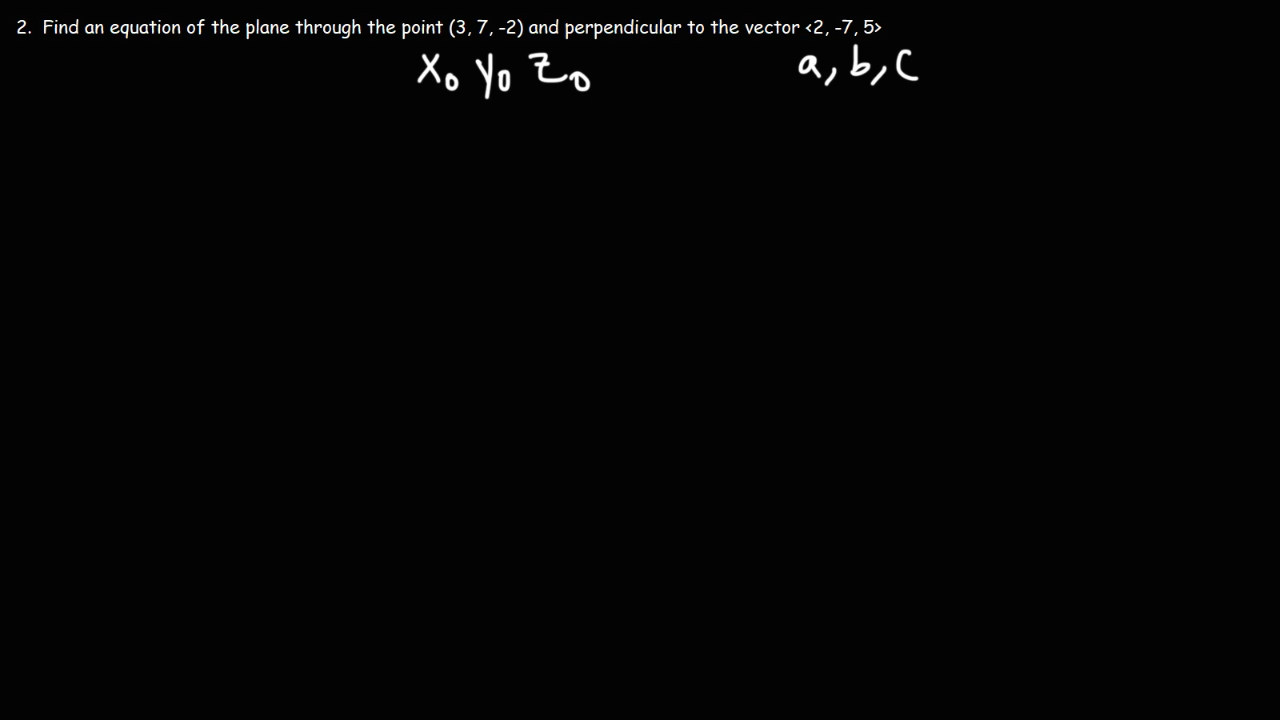 2. Find an equation of the plane through the point (3, 7, -2) and perpendicular to the vector <2, -7, 5>
x₀ y₀ z₀ a, b, c